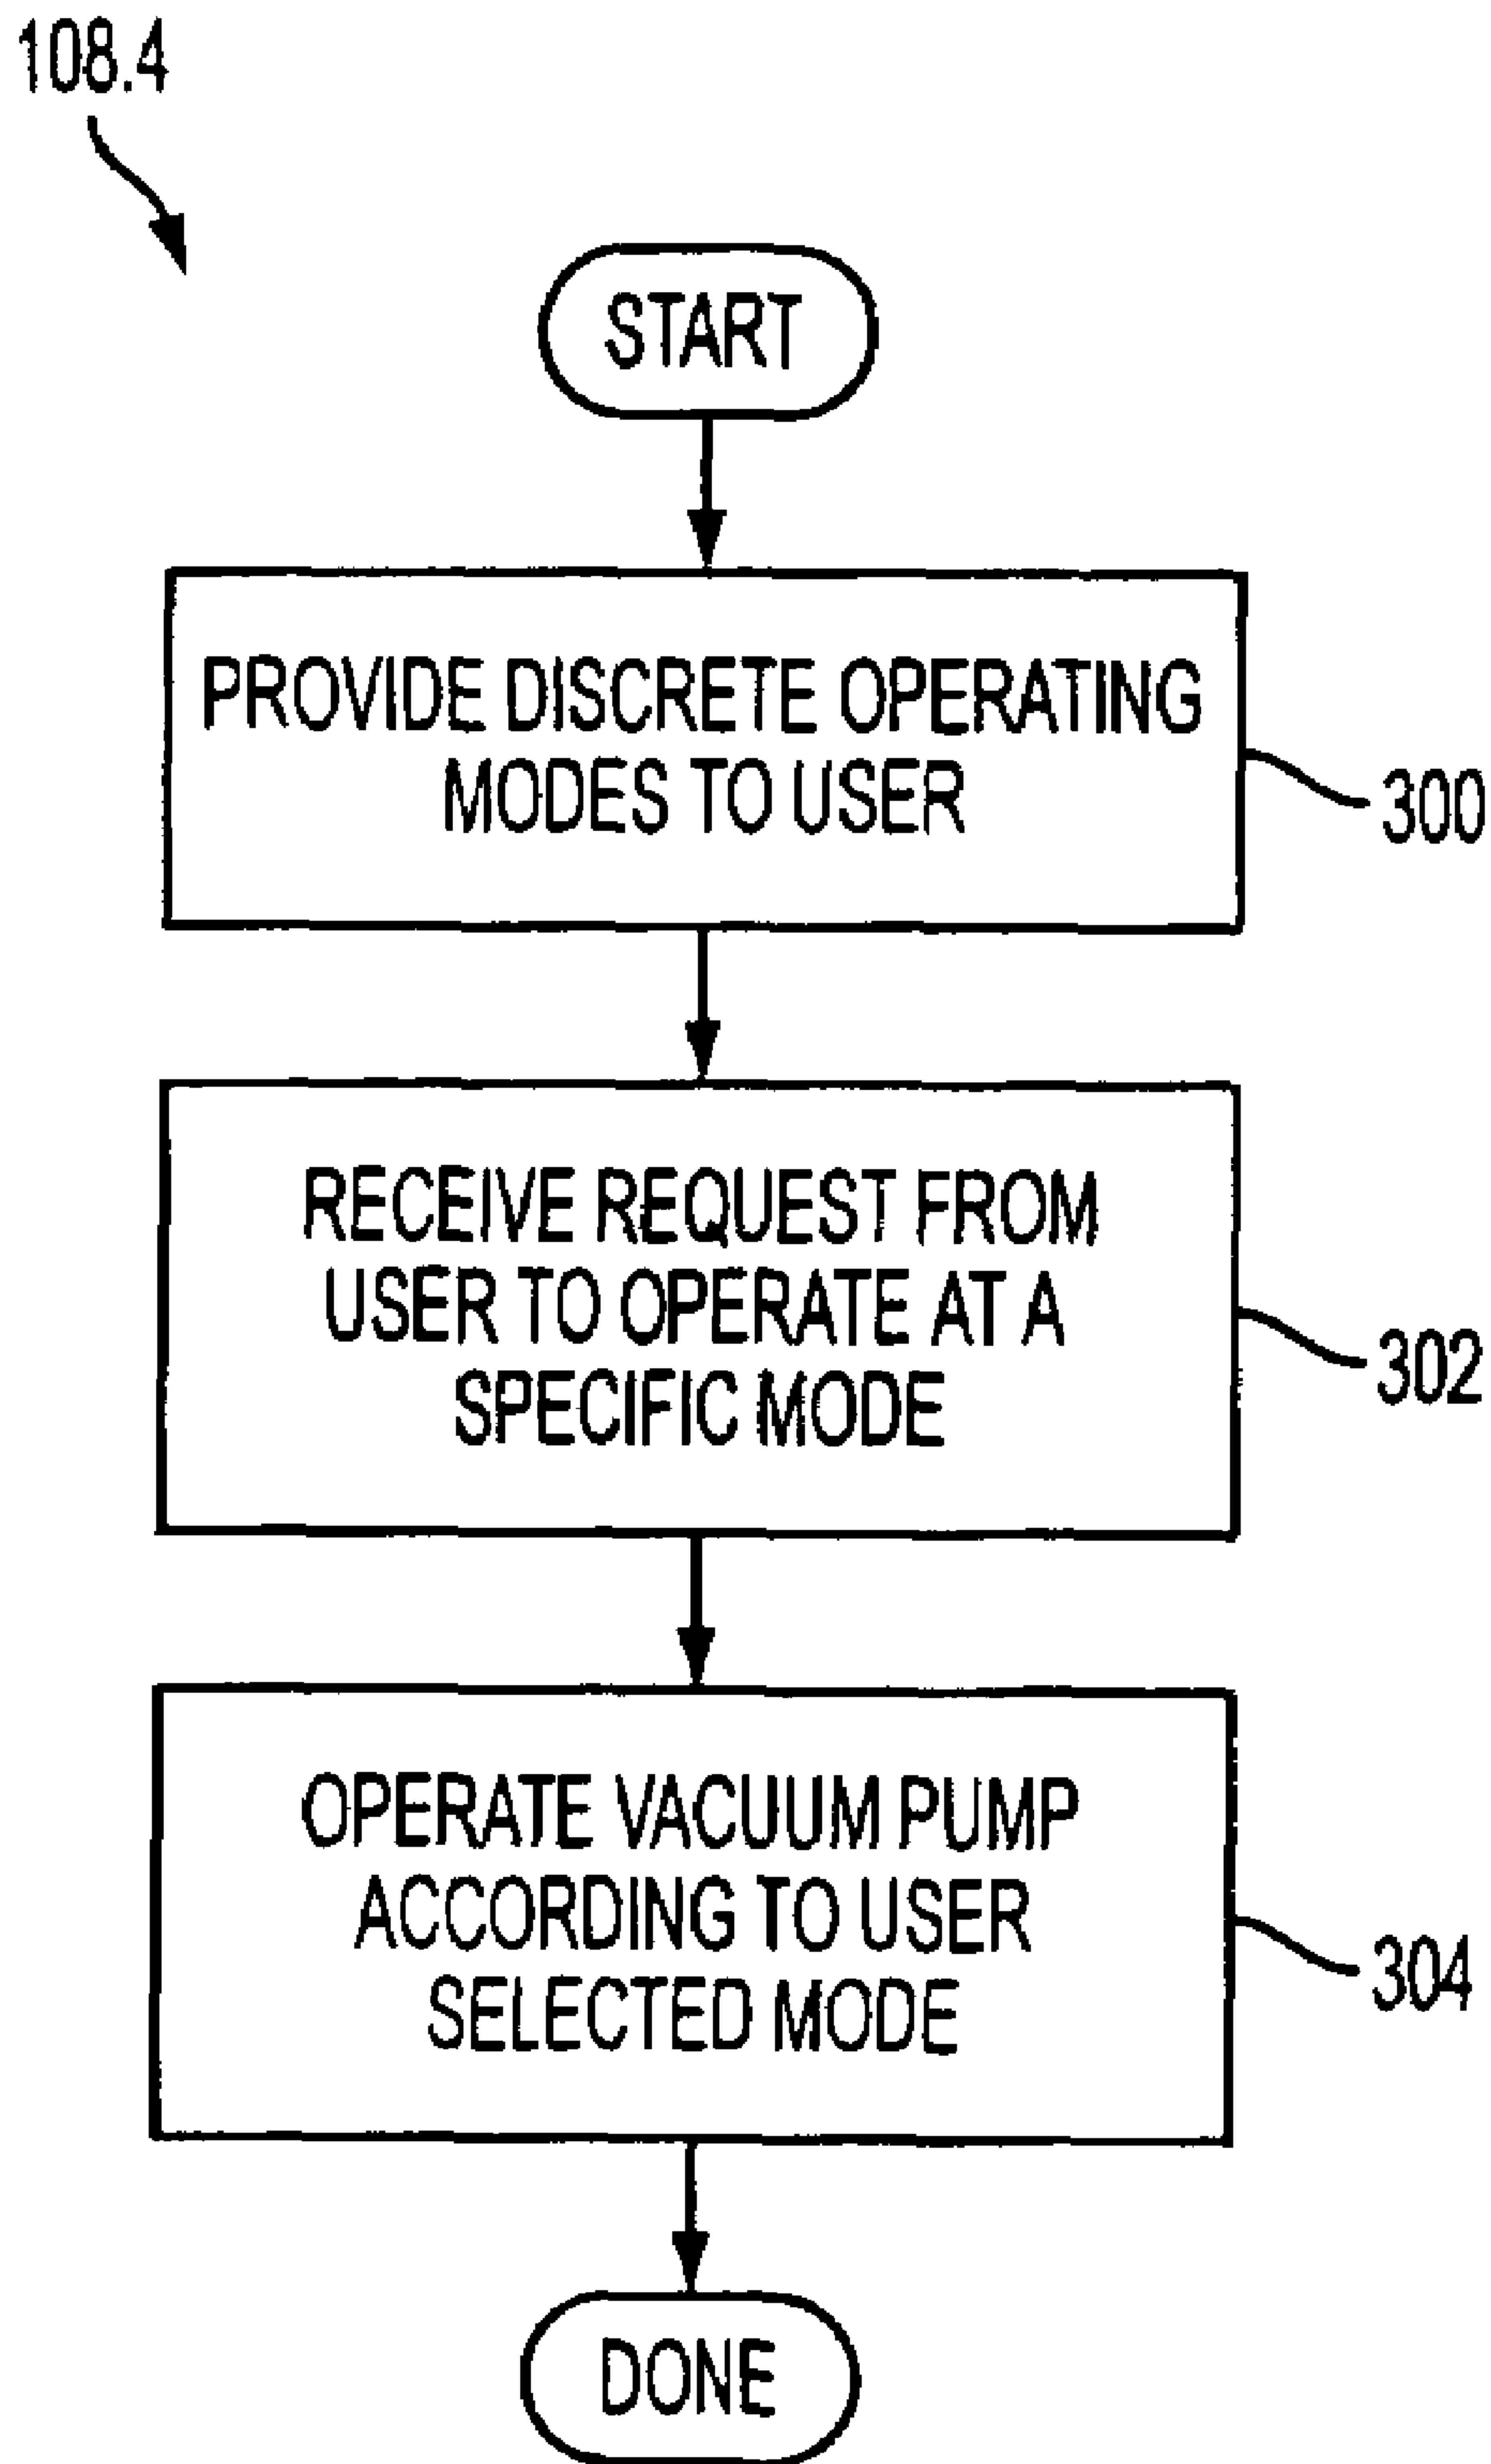 108.4
START
PROVIDE DISCRETE OPERATING
MODES TO USER
300
RECEIVE REQUEST FROM
USER TO OPERATE AT A
SPECIFIC MODE
302
OPERATE VACUUM PUMP
ACCORDING TO USER
SELECTED MODE
304
DONE